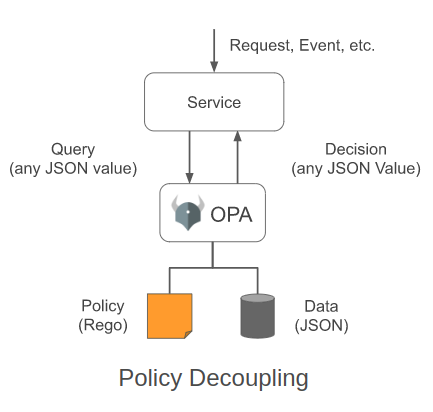 Request, Event, etc.
Service
Query
(any JSON value)
Decision
(any JSON Value)
OPA
Policy
(Rego)
Data
(JSON)
Policy Decoupling